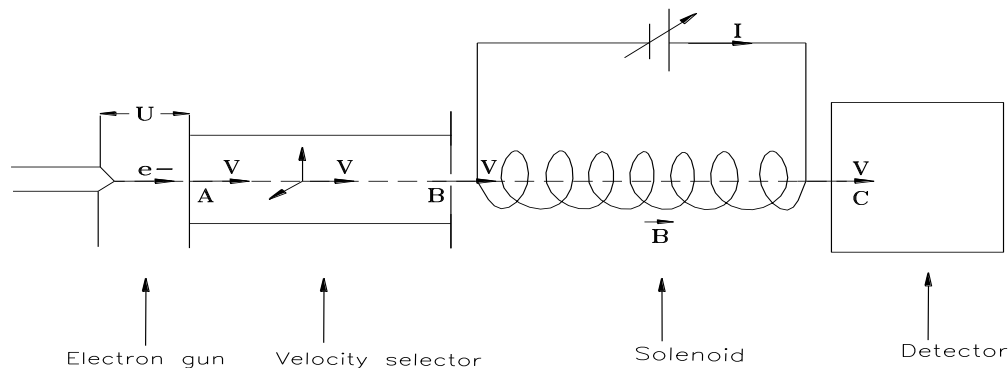 I
U
e-
V
V
V
V
A
B
C
B
Electron gun
Velocity selector
Solenoid
Detector